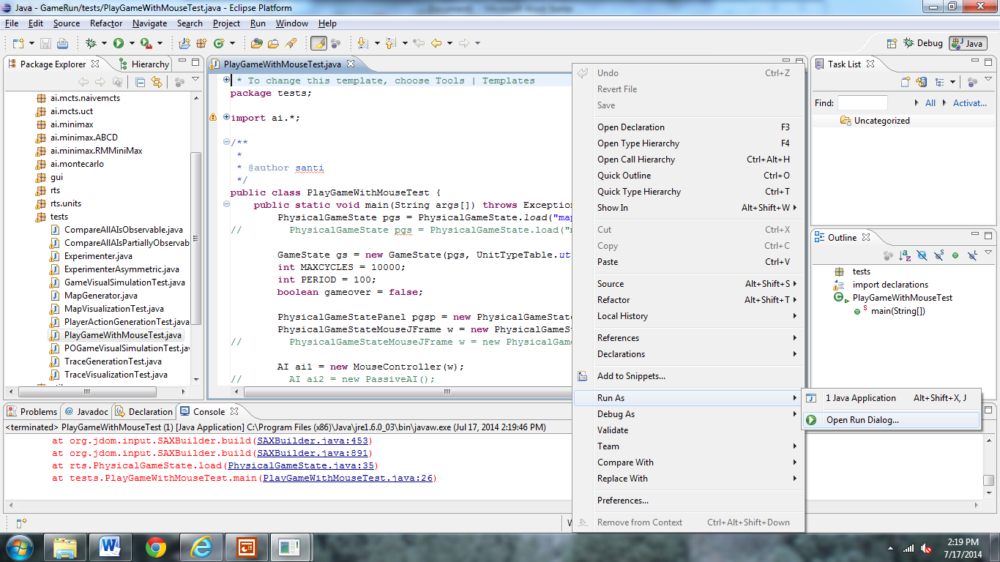 Java - GameRun/tests/PlayGameWithMouseTest.java - Eclipse Platform
File Edit Source Refactor Navigate Search Project Run Window Help
Debug Java
Package Explorer Hierarchy
ai.mcts.naivemcts
ai.mcts.uct
ai.minimax
ai.minimax.ABCD
ai.minimax.RMMiniMax
ai.montecarlo
gui
rts
rts.units
tests
CompareAllAIsObservable.java
CompareAllAIsPartiallyObservab
Experimenter.java
ExperimenterAsymmetric.java
GameVisualSimulationTest.java
MapGenerator.java
MapVisualizationTest.java
PlayerActionGenerationTest.java
PlayGameWithMouseTest.java
POGameVisualSimulationTest.jav
TraceGenerationTest.java
TraceVisualizationTest.java
PlayGameWithMouseTest.java
* To change this template, choose Tools | Templates
package tests;
import ai.*;
/**
*
* @author santi
*/
public class PlayGameWithMouseTest {
public static void main(String args[]) throws Exception
PhysicalGameState pgs = PhysicalGameState.load("map
// PhysicalGameState pgs = PhysicalGameState.load("m
GameState gs = new GameState(pgs, UnitTypeTable.ut
int MAXCYCLES = 10000;
int PERIOD = 100;
boolean gameover = false;
PhysicalGameStatePanel pgsp = new PhysicalGameState
PhysicalGameStateMouseJFrame w = new PhysicalGameS
// PhysicalGameStateMouseJFrame w = new PhysicalGam
AI ai1 = new MouseController(w);
// AI ai2 = new PassiveAI();
Undo Ctrl+Z
Revert File
Save
Open Declaration F3
Open Type Hierarchy F4
Open Call Hierarchy Ctrl+Alt+H
Quick Outline Ctrl+O
Quick Type Hierarchy Ctrl+T
Show In Alt+Shift+W
Cut Ctrl+X
Copy Ctrl+C
Paste Ctrl+V
Source Alt+Shift+S
Refactor Alt+Shift+T
Local History
References
Declarations
Add to Snippets...
Run As
Debug As
Validate
Team
Compare With
Replace With
Preferences...
Remove from Context Ctrl+Alt+Shift+Down
1 Java Application Alt+Shift+X, J
Open Run Dialog...
Task List
Find: All Activat...
Uncategorized
Outline
tests
import declarations
PlayGameWithMouseTest
main(String[])
Problems Javadoc Declaration Console
<terminated> PlayGameWithMouseTest (1) [Java Application] C:\Program Files (x86)\Java\jre1.6.0_03\bin\javaw.exe (Jul 17, 2014 2:19:46 PM)
at org.jdom.input.SAXBuilder.build(SAXBuilder.java:453)
at org.jdom.input.SAXBuilder.build(SAXBuilder.java:891)
at rts.PhysicalGameState.load(PhysicalGameState.java:35)
at tests.PlayGameWithMouseTest.main(PlayGameWithMouseTest.java:26)
2:19 PM
7/17/2014